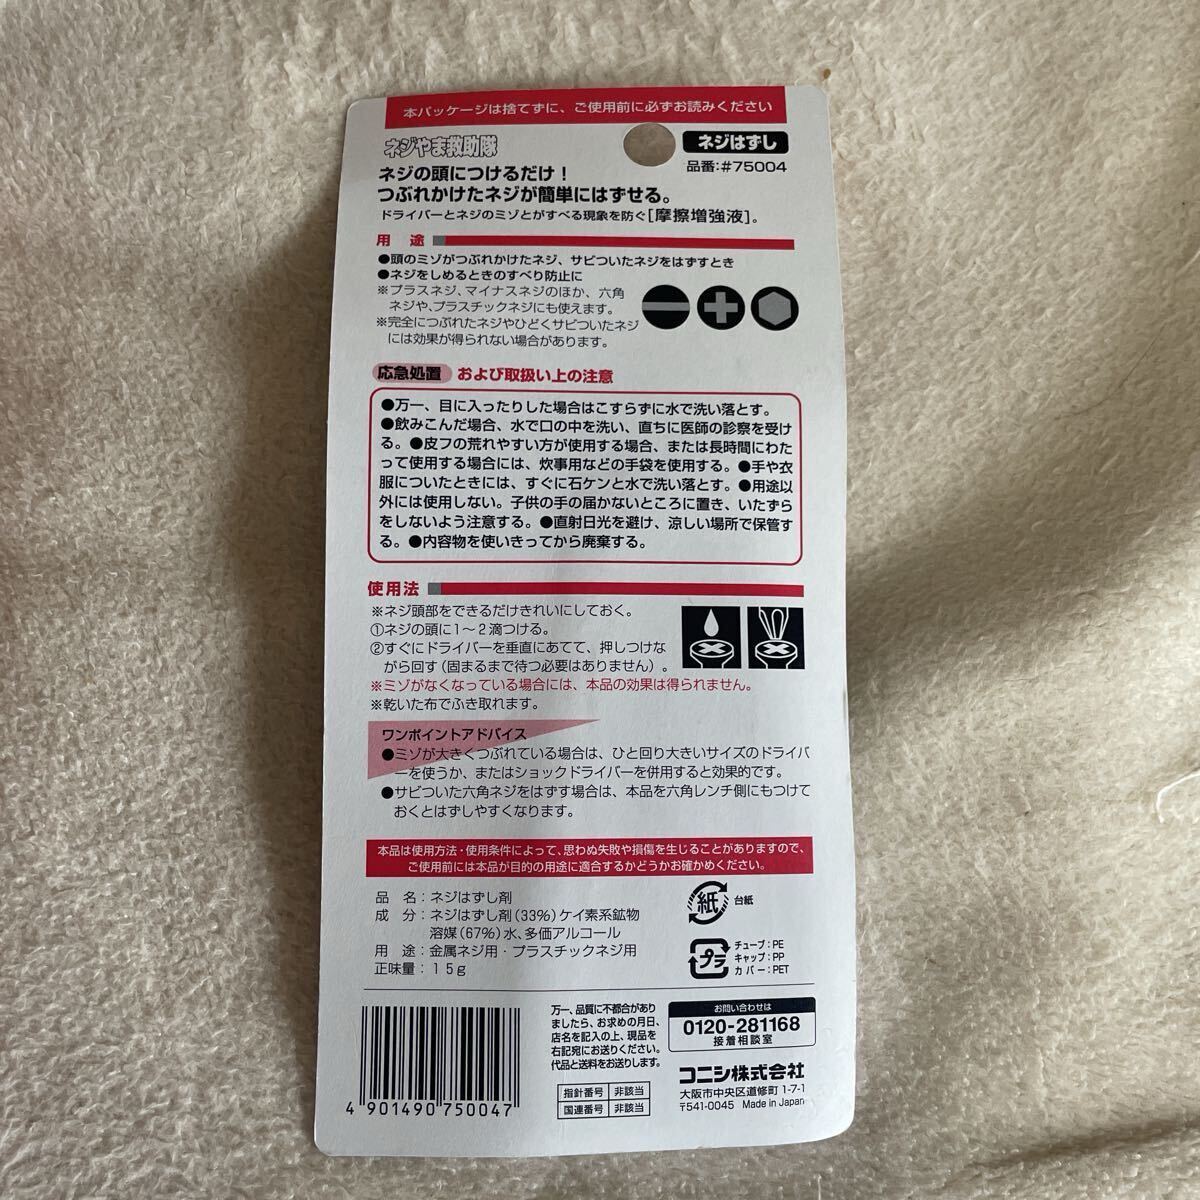 本パッケージは捨てずに、ご使用前に必ずお読みください
ネジやま救助隊
ネジはずし
品番:#75004
ネジの頭につけるだけ!
つぶれかけたネジが簡単にはずせる。
ドライバーとネジのミゾとがすべる現象を防ぐ[摩擦増強液]。
用 途
●頭のミゾがつぶれかけたネジ、サビついたネジをはずすとき
●ネジをしめるときのすべり防止に
※プラスネジ、マイナスネジのほか、六角
ネジや、プラスチックネジにも使えます。
※完全につぶれたネジやひどくサビついたネジ
には効果が得られない場合があります。
応急処置 および取扱い上の注意
●万一、目に入ったりした場合はこすらずに水で洗い落とす。
●飲みこんだ場合、水で口の中を洗い、直ちに医師の診察を受け
る。●皮フの荒れやすい方が使用する場合、または長時間にわた
って使用する場合には、炊事用などの手袋を使用する。●手や衣
服についたときには、すぐに石ケンと水で洗い落とす。●用途以
外には使用しない。子供の手の届かないところに置き、いたずら
をしないよう注意する。●直射日光を避け、涼しい場所で保管す
る。●内容物を使いきってから廃棄する。
使用法
※ネジ頭部をできるだけきれいにしておく。
①ネジの頭に1〜2滴つける。
②すぐにドライバーを垂直にあてて、押しつけな
がら回す(固まるまで待つ必要はありません)。
※ミゾがなくなっている場合には、本品の効果は得られません。
※乾いた布でふき取れます。
ワンポイントアドバイス
●ミゾが大きくつぶれている場合は、ひと回り大きいサイズのドライバ
ーを使うか、またはショックドライバーを併用すると効果的です。
●サビついた六角ネジをはずす場合は、本品を六角レンチ側にもつけて
おくとはずしやすくなります。
本品は使用方法・使用条件によって、思わぬ失敗や損傷を生じることがありますので、
ご使用前には本品が目的の用途に適合するかどうかお確かめください。
品 名:ネジはずし剤
成 分:ネジはずし剤(33%)ケイ素系鉱物
溶媒(67%)水、多価アルコール
用 途:金属ネジ用・プラスチックネジ用
正味量:15g
紙 台紙
プラ
チューブ:PE
キャップ:PP
カバー:PET
4 901490 750047
万一、品質に不都合があり
ましたら、お求めの月日、
店名を記入の上、現品を
右記宛にお送りください。
代品と送料をお送りします。
指針番号 非該当
国連番号 非該当
お問い合わせは
0120-281168
接着相談室
コニシ株式会社
大阪市中央区道修町 1-7-1
〒541-0045 Made in Japan